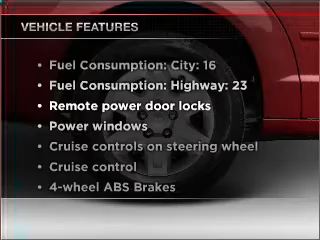 VEHICLE FEATURES
• Fuel Consumption: City: 16
• Fuel Consumption: Highway: 23
• Remote power door locks
• Power windows
• Cruise controls on steering wheel
• Cruise control
• 4-wheel ABS Brakes